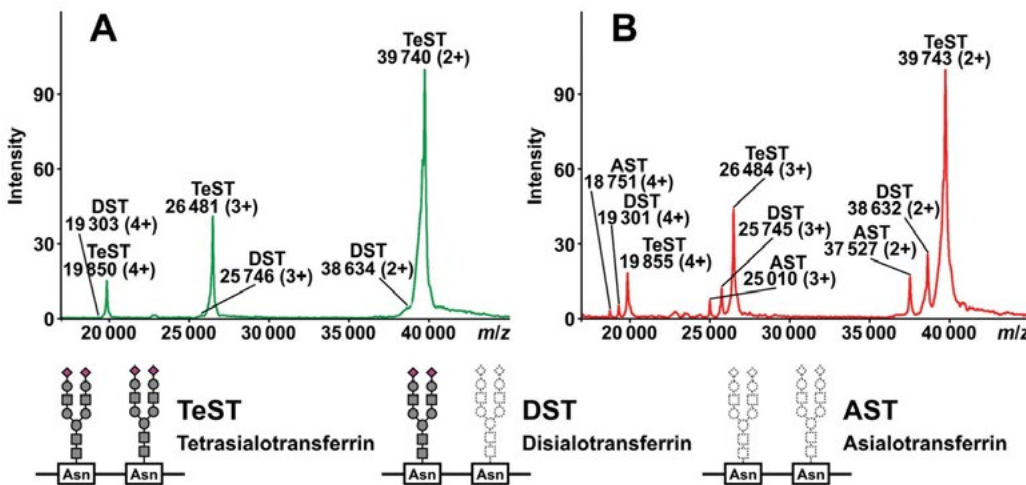 A
Intensity
90
60
30
0
20 000
25 000
30 000
35 000
40 000
m/z
DST
19 303 (4+)
TeST
19 850 (4+)
TeST
26 481 (3+)
DST
25 746 (3+)
DST
38 634 (2+)
TeST
39 740 (2+)
B
Intensity
90
60
30
0
20 000
25 000
30 000
35 000
40 000
m/z
AST
18 751 (4+)
DST
19 301 (4+)
TeST
19 855 (4+)
TeST
26 484 (3+)
DST
25 745 (3+)
AST
25 010 (3+)
DST
38 632 (2+)
AST
37 527 (2+)
TeST
39 743 (2+)
TeST
Tetrasialotransferrin
Asn Asn
DST
Disialotransferrin
Asn Asn
AST
Asialotransferrin
Asn Asn